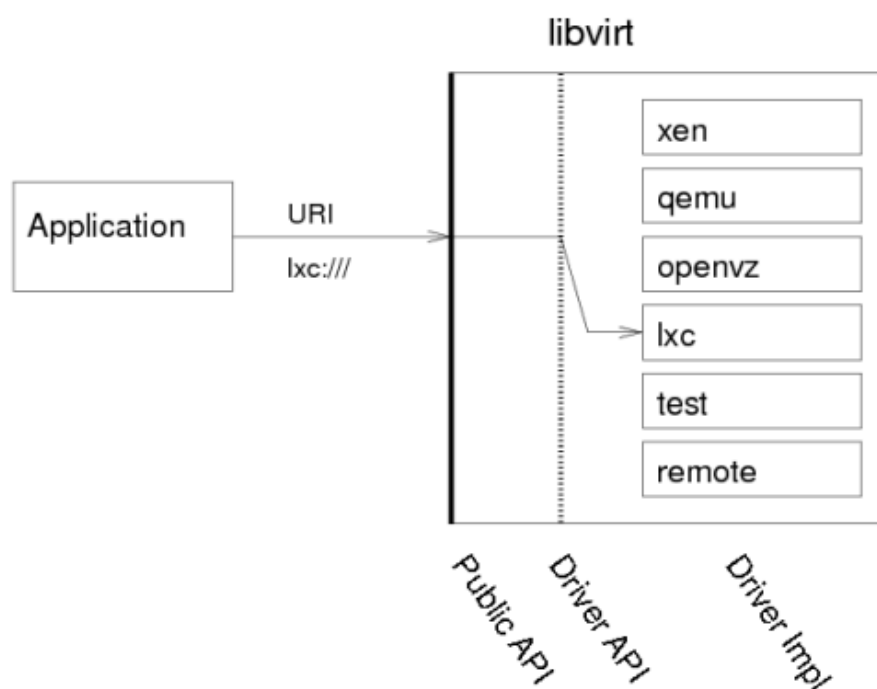 libvirt
xen
qemu
openvz
lxc
test
remote
Application
URI
lxc:///
Public API
Driver API
Driver Impl